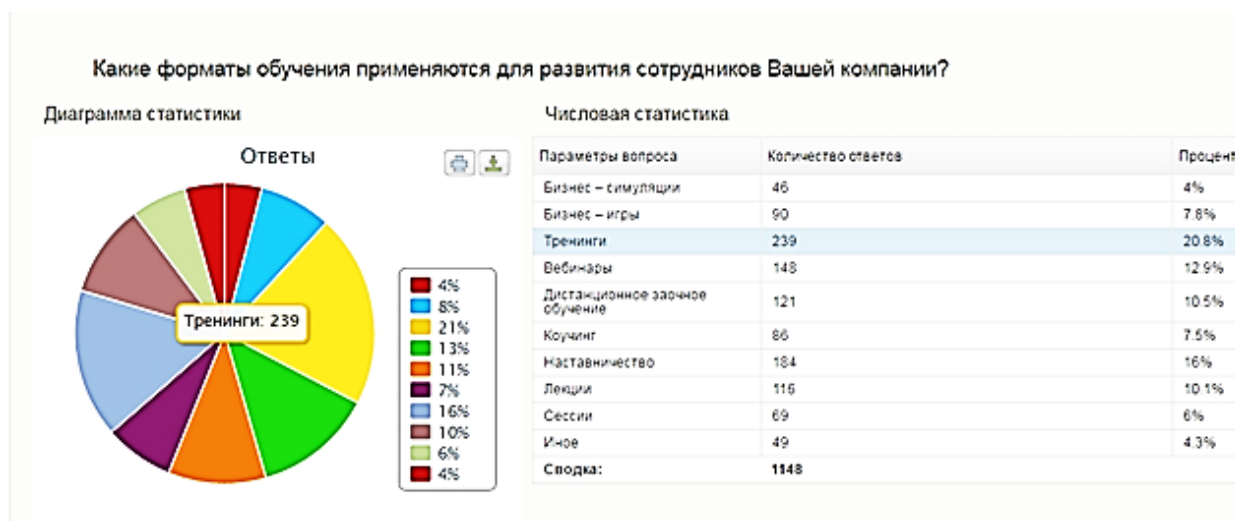 Какие форматы обучения применяются для развития сотрудников Вашей компании?
Диаграмма статистики
Числовая статистика
Ответы
Тренинги: 239
4%
8%
21%
13%
11%
7%
16%
10%
6%
4%
Параметры вопроса Количество ответов Процент
Бизнес – симуляции 46 4%
Бизнес – игры 90 7.8%
Тренинги 239 20.8%
Вебинары 148 12.9%
Дистанционное заочное
обучение 121 10.5%
Коучинг 86 7.5%
Наставничество 184 16%
Лекции 116 10.1%
Сессии 69 6%
Иное 49 4.3%
Сводка: 1148